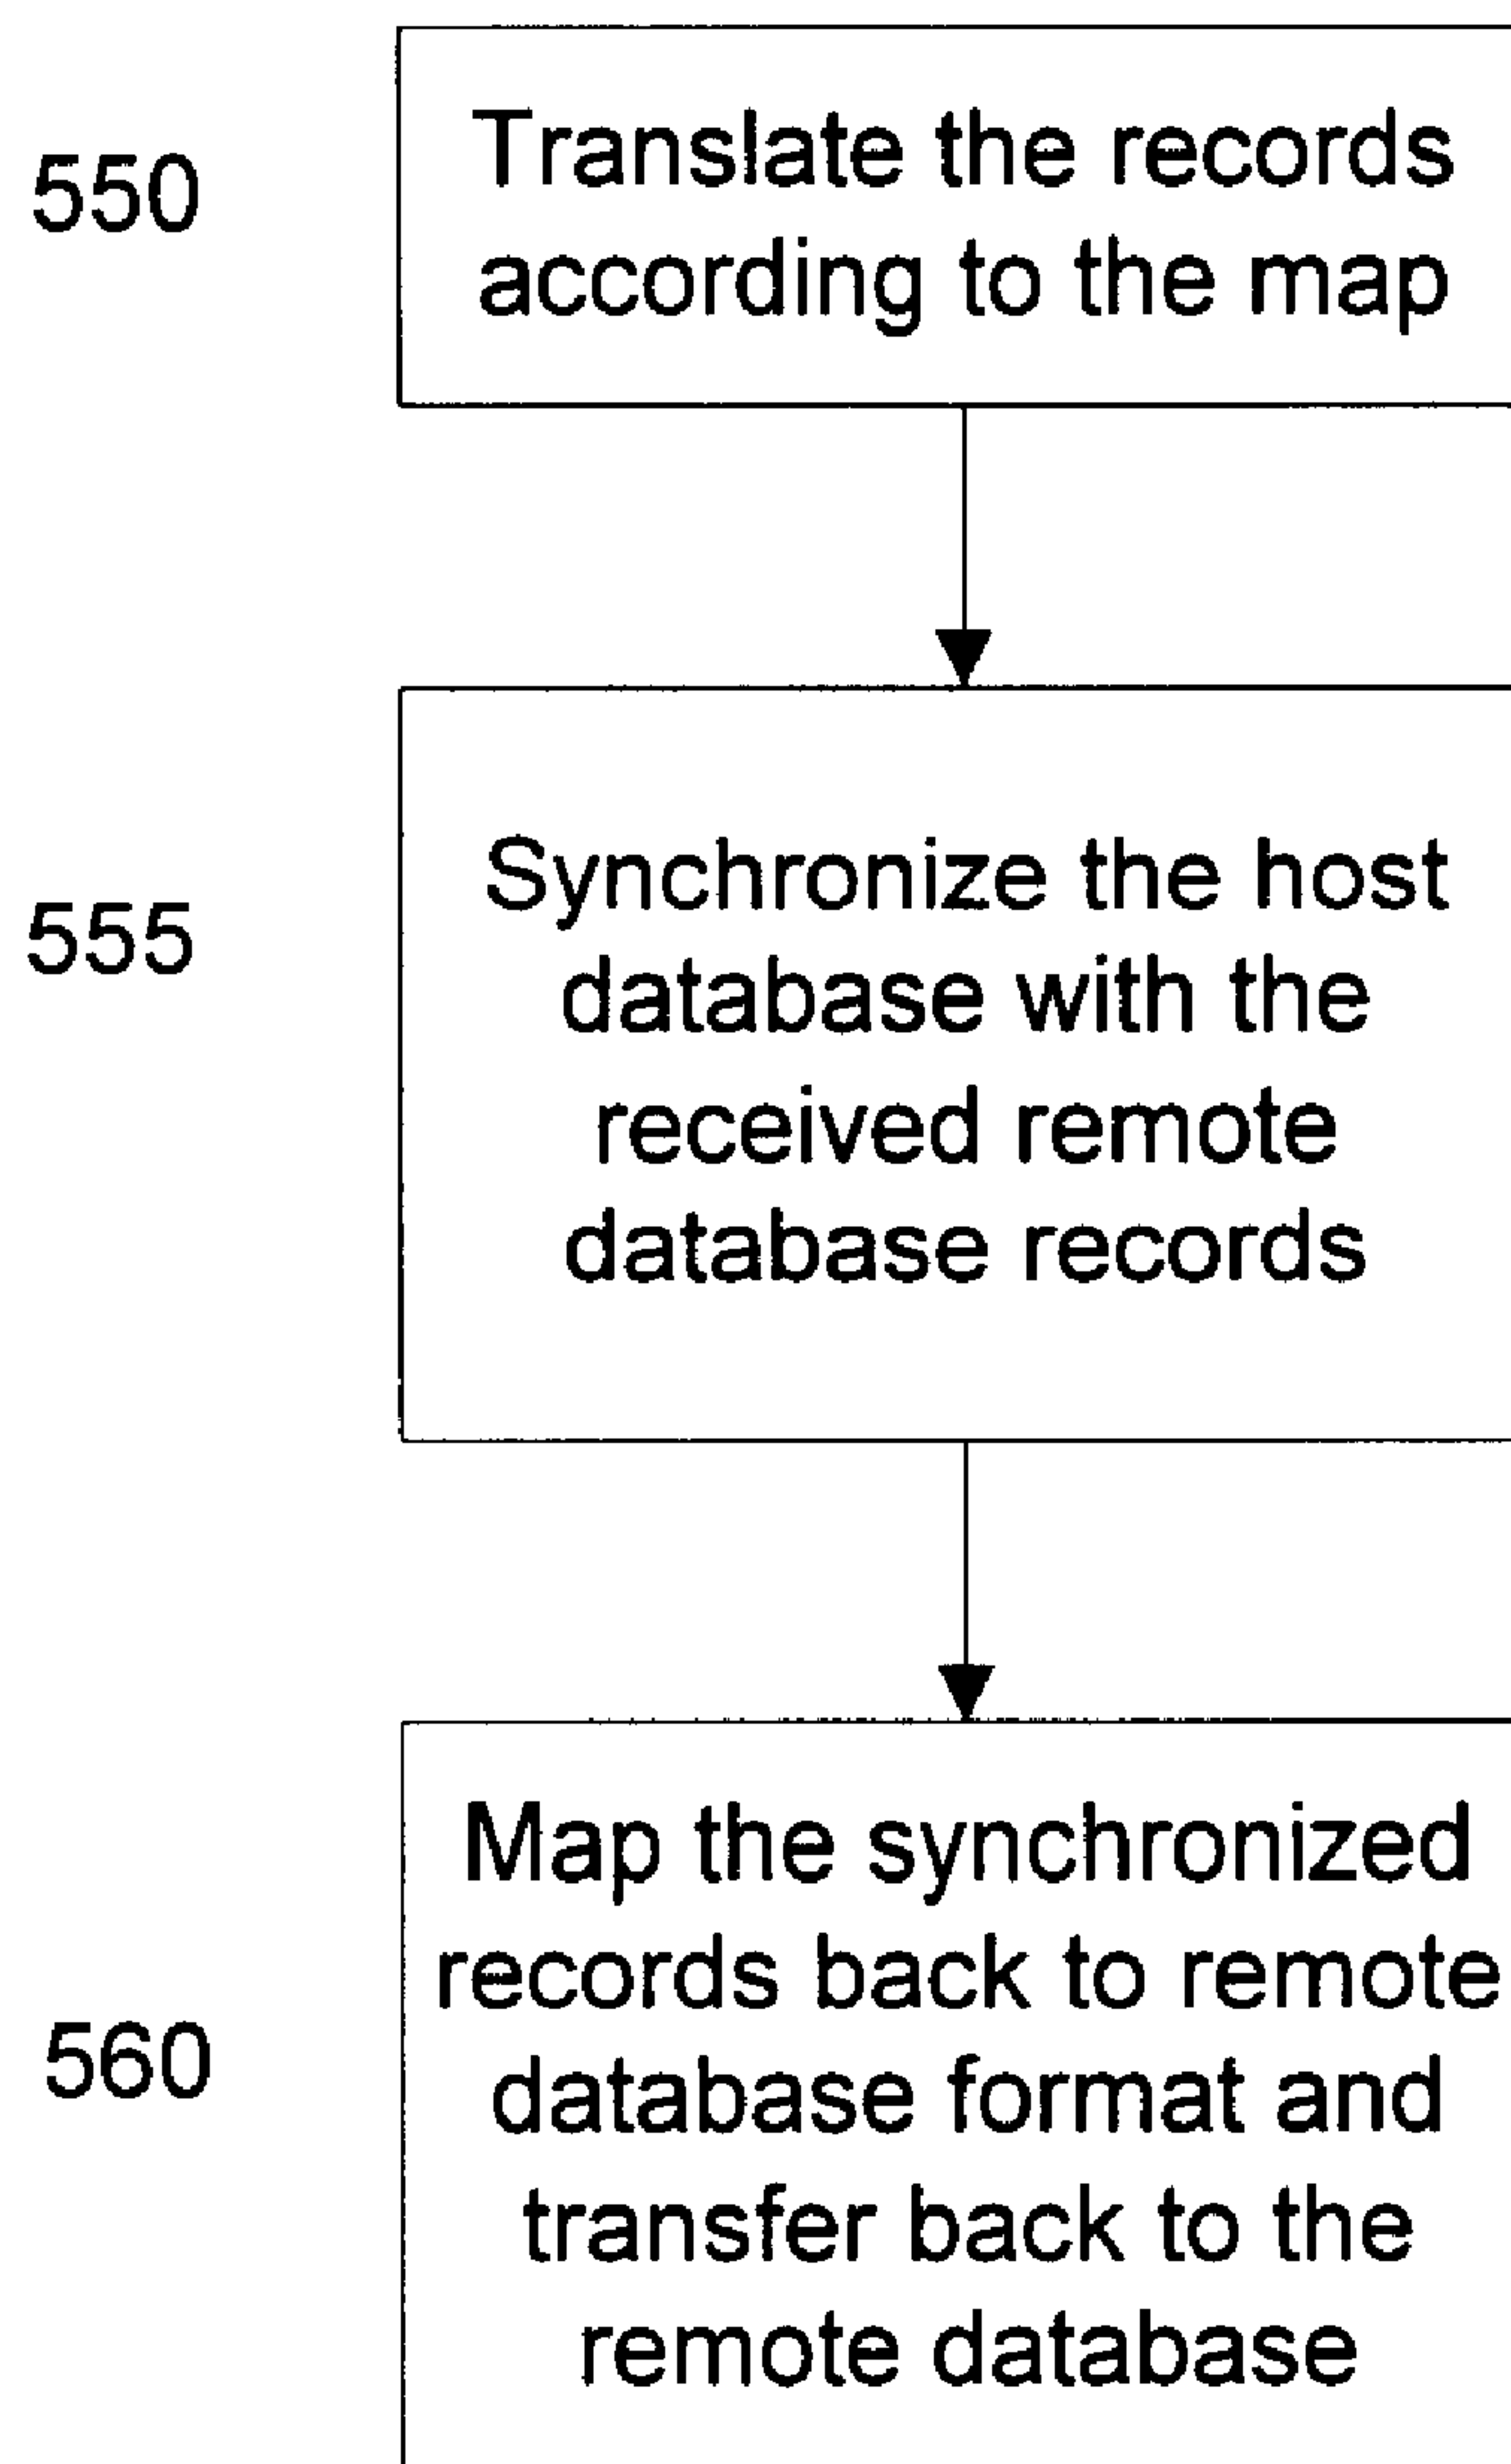 550
Translate the records
according to the map
555
Synchronize the host
database with the
received remote
database records
560
Map the synchronized
records back to remote
database format and
transfer back to the
remote database